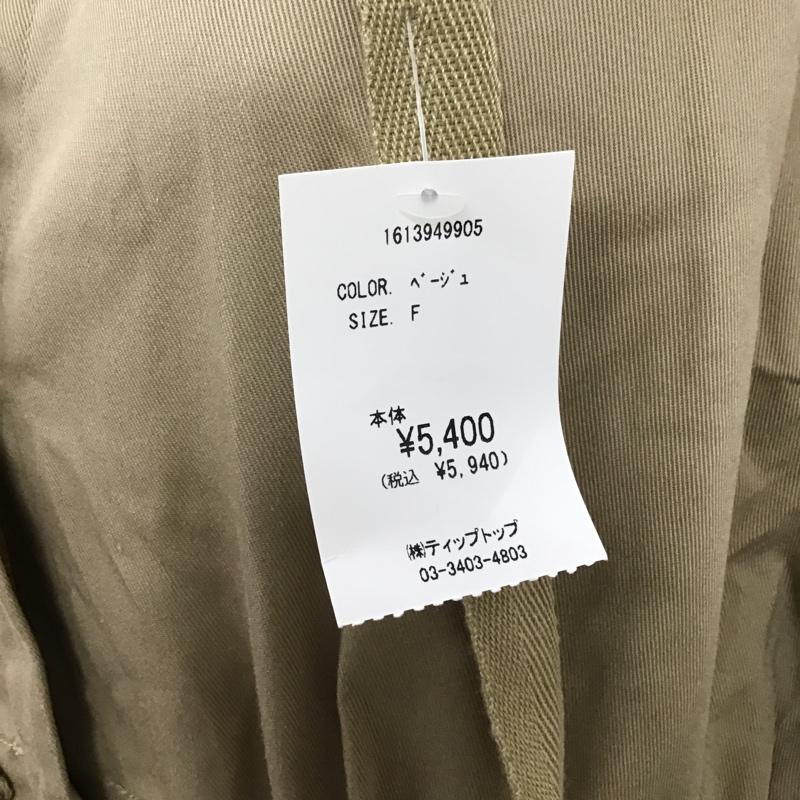 1613949905
COLOR. ﾍﾞｰｼﾞｭ
SIZE. F
本体
¥5,400
(税込 ¥5,940)
㈱ティップトップ
03-3403-4803